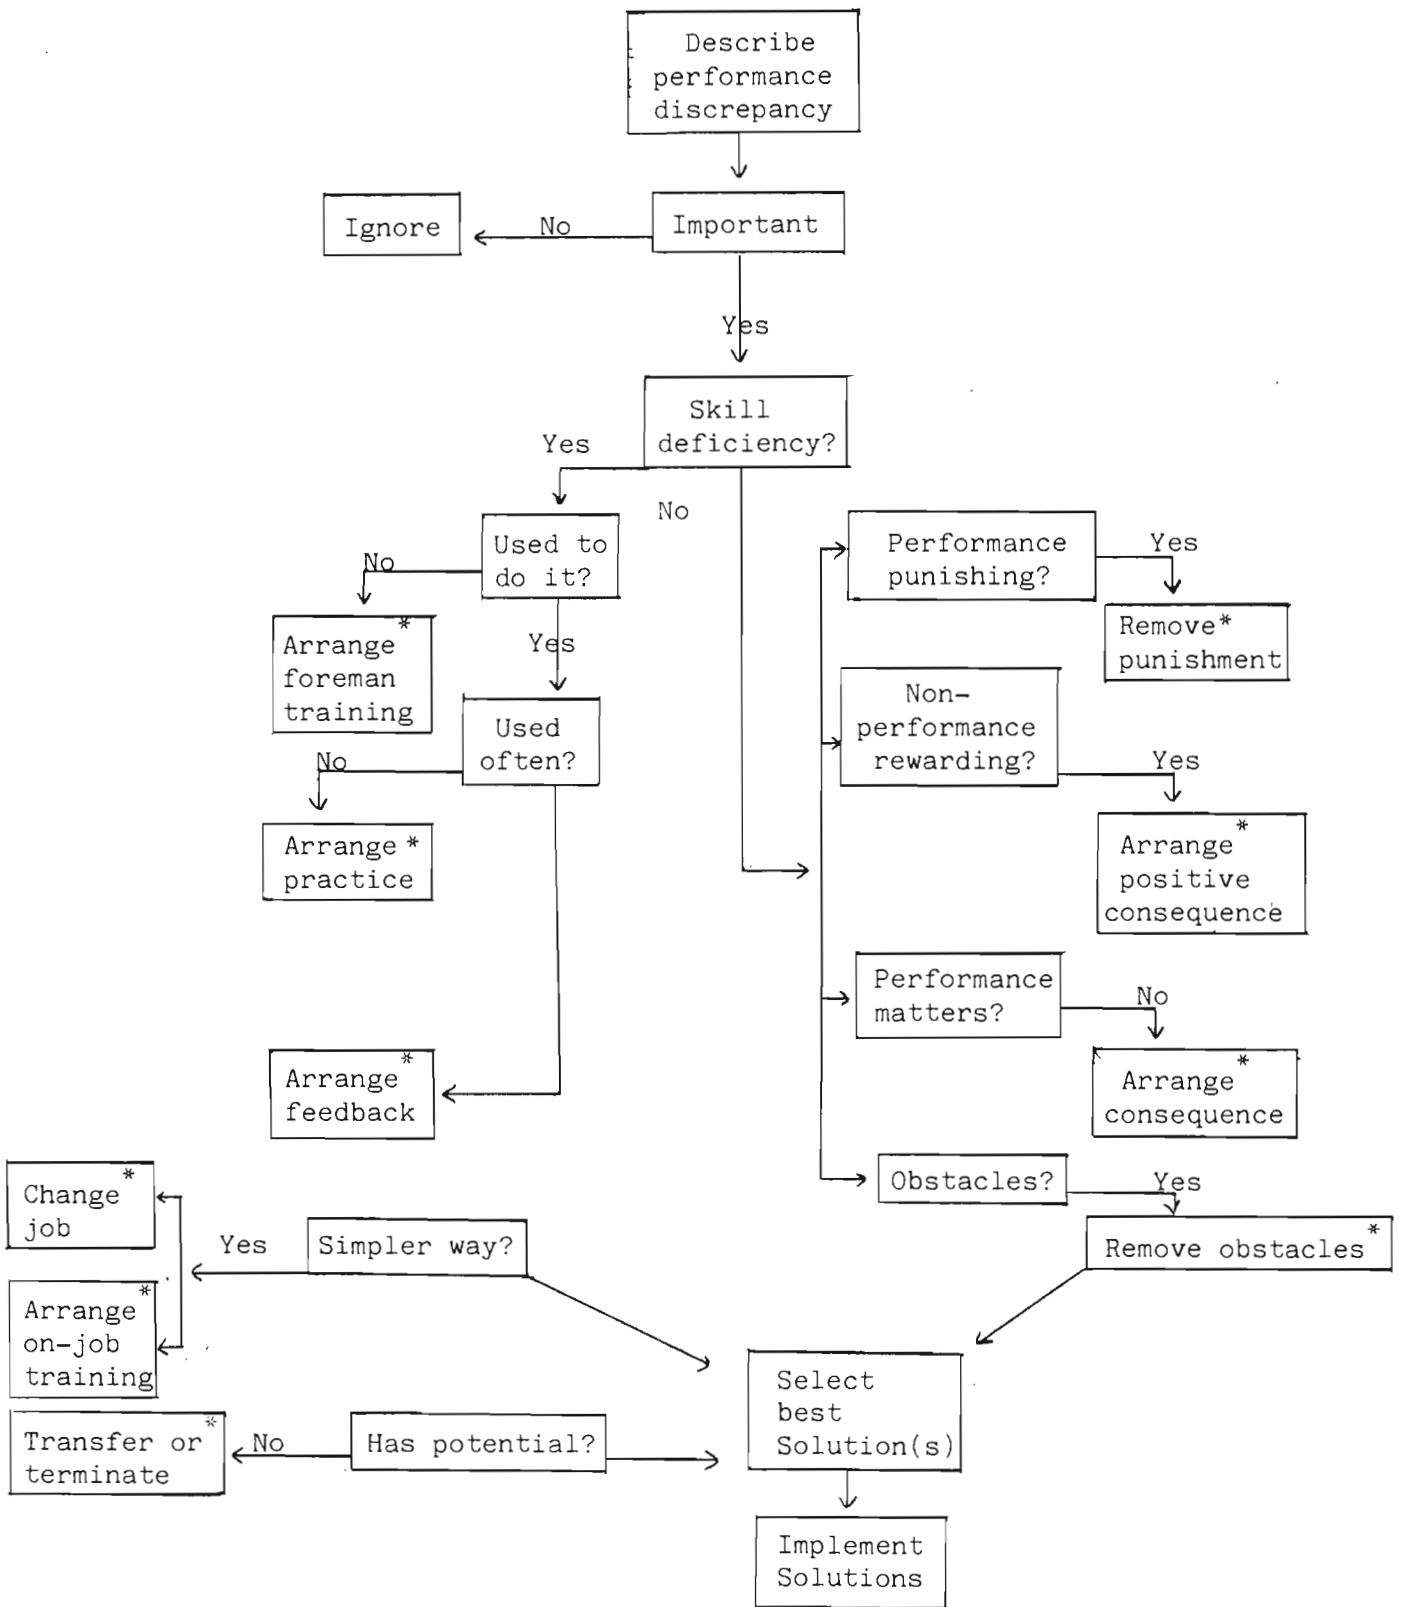 Describe
performance
discrepancy
Ignore
No
Important
Yes
Skill
deficiency?
Yes
No
Used to
do it?
No
Arrange*
foreman
training
Yes
Used
often?
No
Arrange *
practice
Arrange*
feedback
Performance
punishing?
Yes
Remove*
punishment
Non-
performance
rewarding?
Yes
Arrange*
positive
consequence
Performance
matters?
No
Arrange*
consequence
Obstacles?
Yes
Remove obstacles*
Change*
job
Yes
Simpler way?
Arrange*
on-job
training
Transfer or*
terminate
No
Has potential?
Select
best
Solution(s)
Implement
Solutions